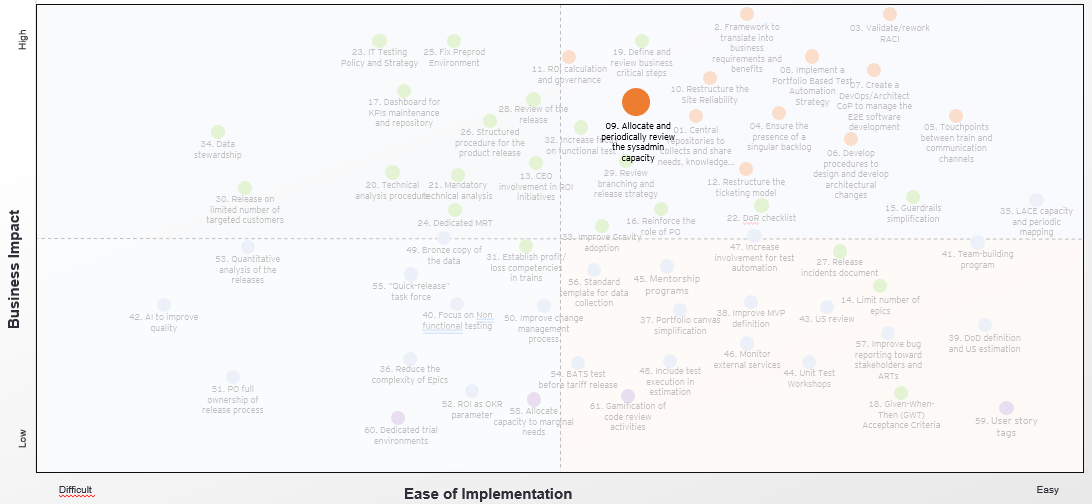 High
2. Framework to
translate into
business
requirements and
benefits
03. Validate/rework
RACI
23. IT Testing
Policy and Strategy
25. Fix Preprod
Environment
19. Define and
review business
critical steps
11. ROI calculation
and governance
08. Implement a
Portfolio Based Test
Automation
Strategy
07. Create a
DevOps/Architect
CoP to manage the
E2E software
development
10. Restructure the
Site Reliability
17. Dashboard for
KPIs maintenance
and repository
28. Review of the
release
09. Allocate and
periodically review
the sysadmin
capacity
01. Central
repositories to
collects and share
needs, knowledge...
04. Ensure the
presence of a
singular backlog
05. Touchpoints
between train and
communication
channels
26. Structured
procedure for the
product release
32. Increase
on functional test
34. Data
stewardship
06. Develop
procedures to
design and develop
architectural
changes
13. CEO
involvement in ROI
initiatives
29. Review
branching and
release strategy
12. Restructure the
ticketing model
20. Technical
analysis procedure
21. Mandatory
technical analysis
30. Release on
limited number of
targeted customers
15. Guardrails
simplification
35. LACE capacity
and periodic
mapping
24. Dedicated MRT
16. Reinforce the
role of PO
22. DoR checklist
33. Improve Gravity
adoption
49. Bronze copy of
the data
47. Increase
involvement for test
automation
41. Team-building
program
53. Quantitative
analysis of the
releases
31. Establish profit/
loss competencies
in trains
27. Release
incidents document
55. "Quick-release"
task force
56. Standard
template for data
collection
45. Mentorship
programs
14. Limit number of
epics
42. AI to improve
quality
40. Focus on Non
functional testing
50. Improve change
management
process
37. Portfolio canvas
simplification
38. Improve MVP
definition
43. US review
39. DoD definition
and US estimation
57. Improve bug
reporting toward
stakeholders and
ARTs
46. Monitor
external services
36. Reduce the
complexity of Epics
54. BATS test
before tariff release
48. Include test
execution in
estimation
44. Unit Test
Workshops
51. PO full
ownership of
release process
52. ROI as OKR
parameter
58. Allocate
capacity to marginal
needs
61. Gamification of
code review
activities
18. Given-When-
Then (GWT)
Acceptance Criteria
59. User story
tags
60. Dedicated trial
environments
Business Impact
Low
Difficult
Ease of Implementation
Easy